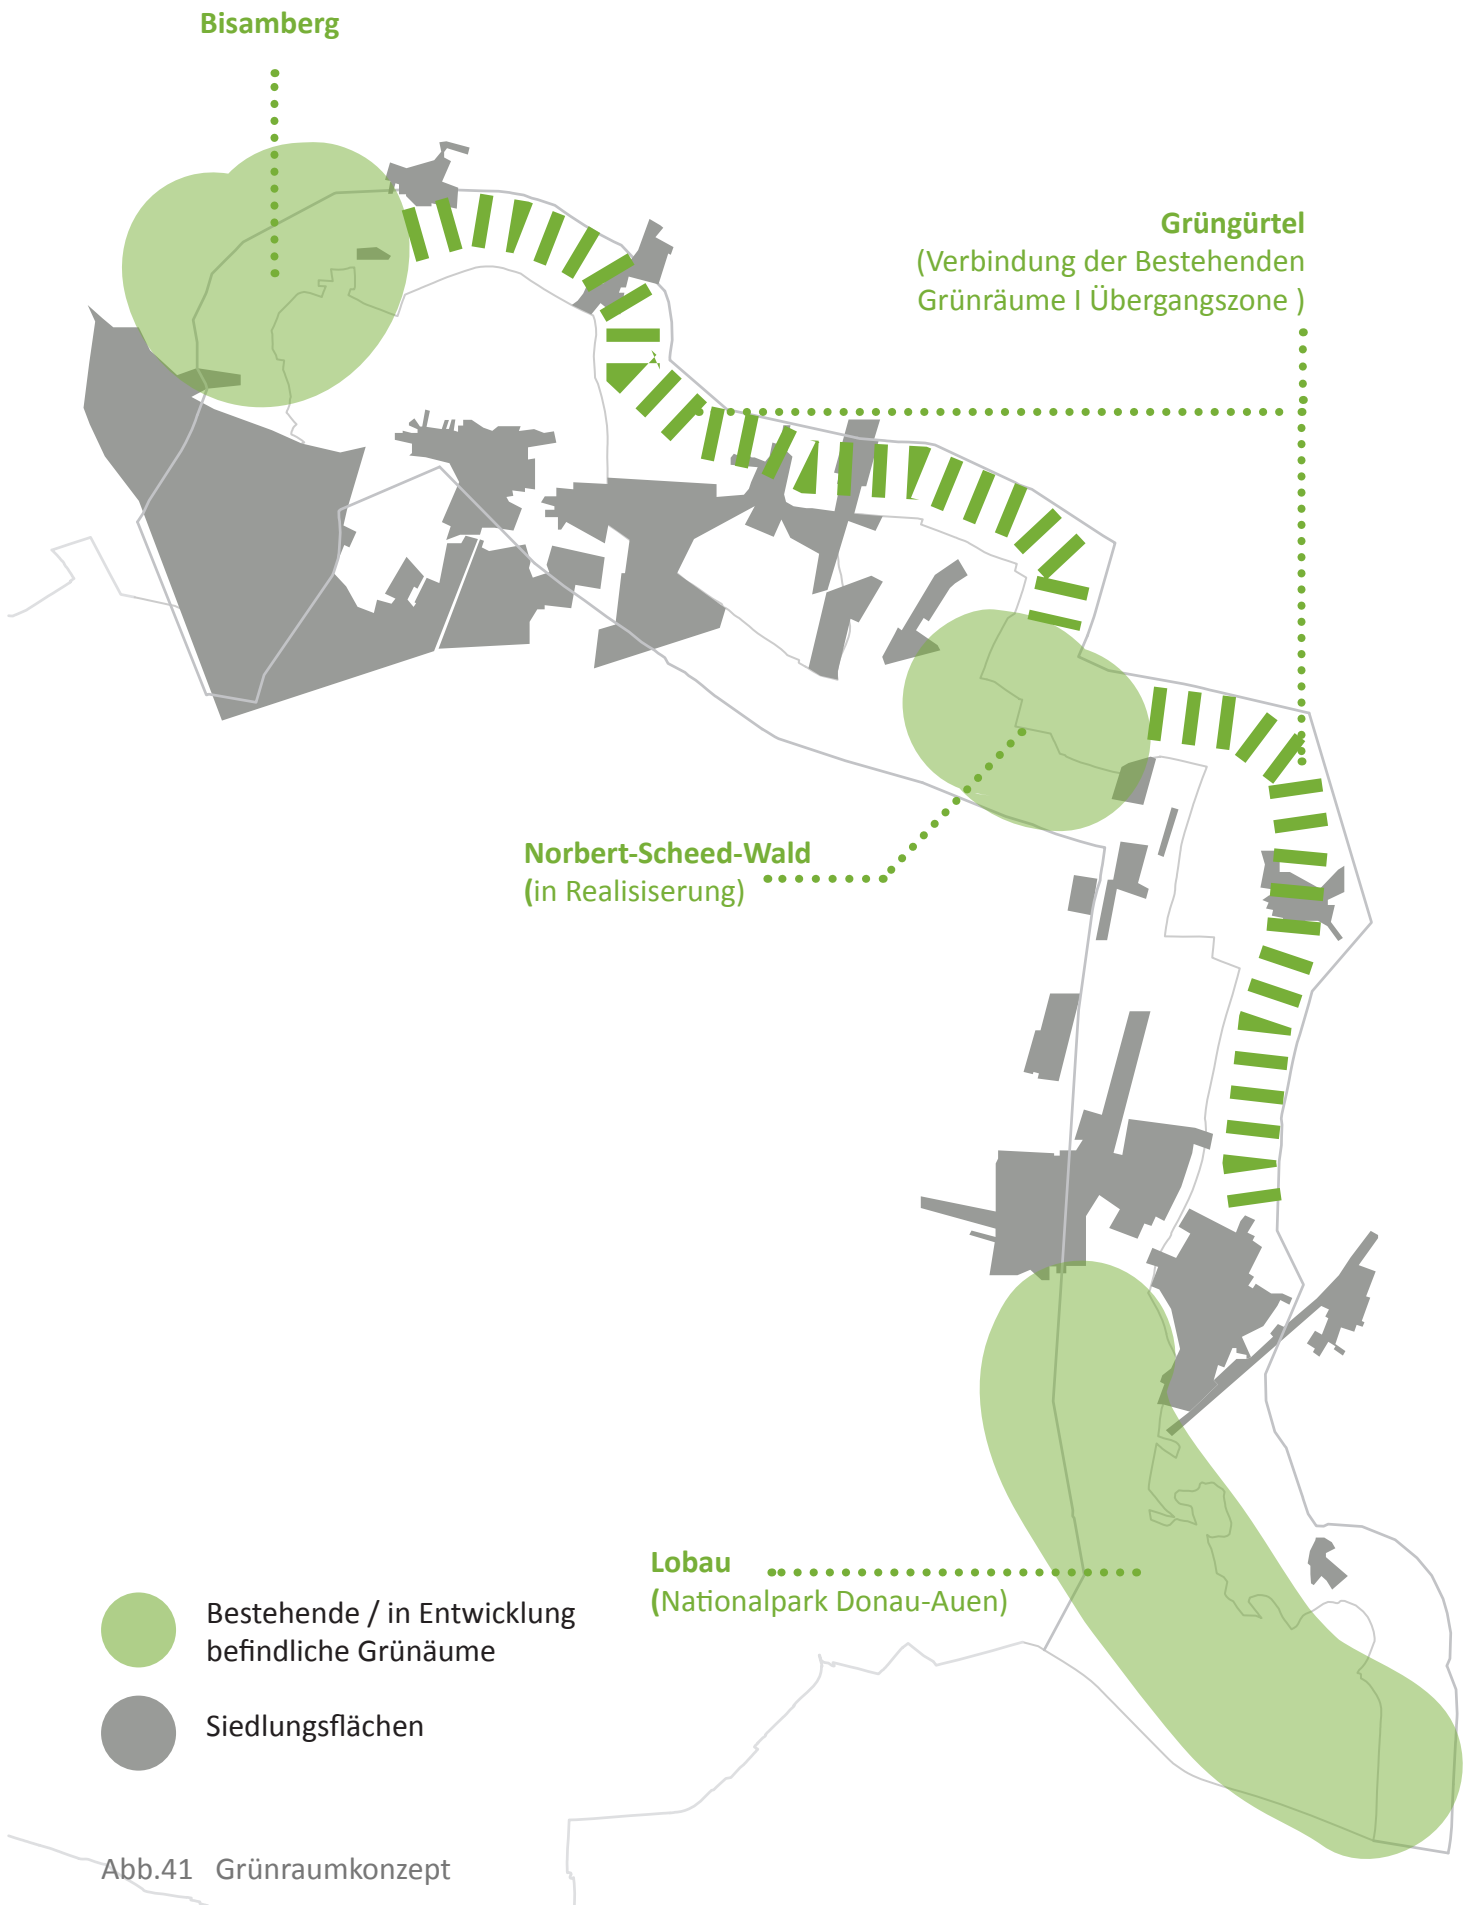 Bisamberg
Grüngürtel
(Verbindung der Bestehenden
Grünräume I Übergangszone )
Norbert-Scheed-Wald
(in Realisiserung)
Lobau
(Nationalpark Donau-Auen)
Bestehende / in Entwicklung
befindliche Grünäume
Siedlungsflächen
Abb.41 Grünraumkonzept